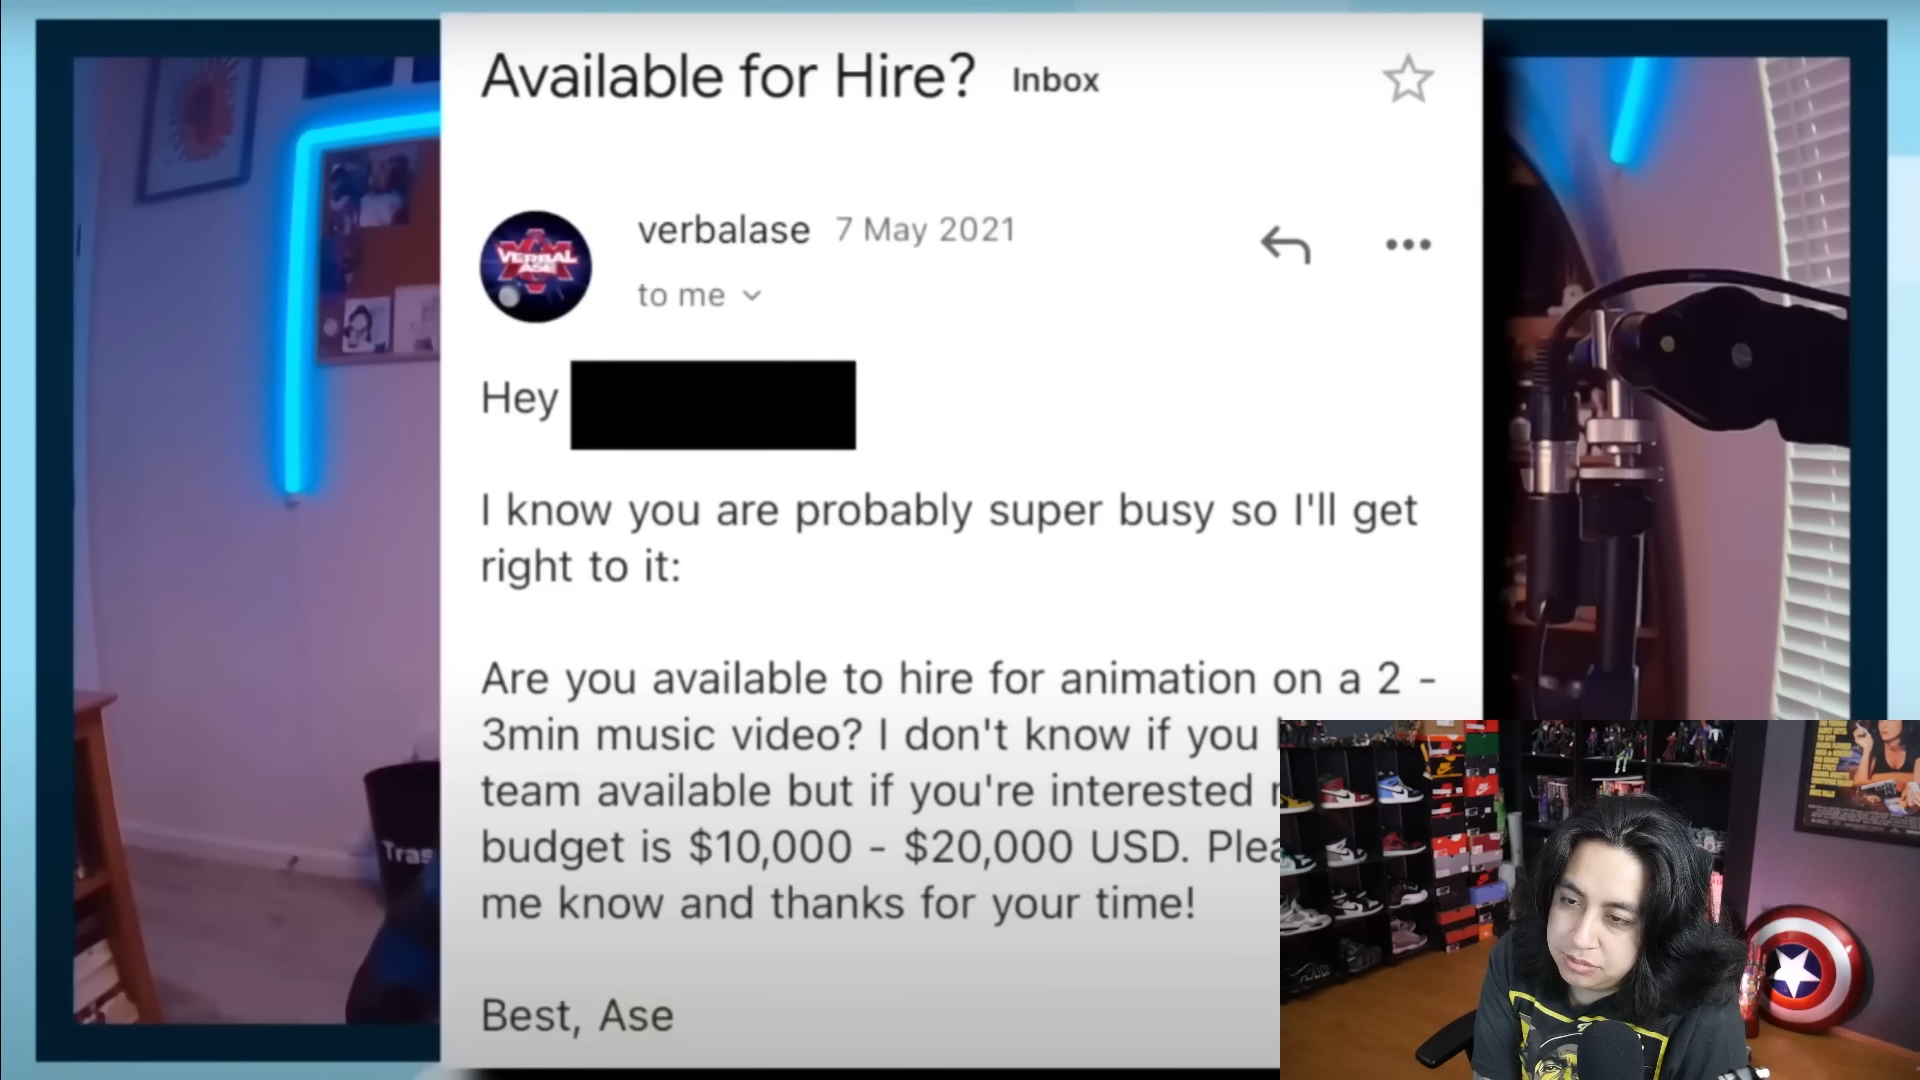 Available for Hire? Inbox
VERBAL
ASE
verbalase 7 May 2021
to me
Hey
I know you are probably super busy so I'll get
right to it:
Are you available to hire for animation on a 2 -
3min music video? I don't know if you
team available but if you're interested
budget is $10,000 - $20,000 USD.
me know and thanks for your time!
Best, Ase